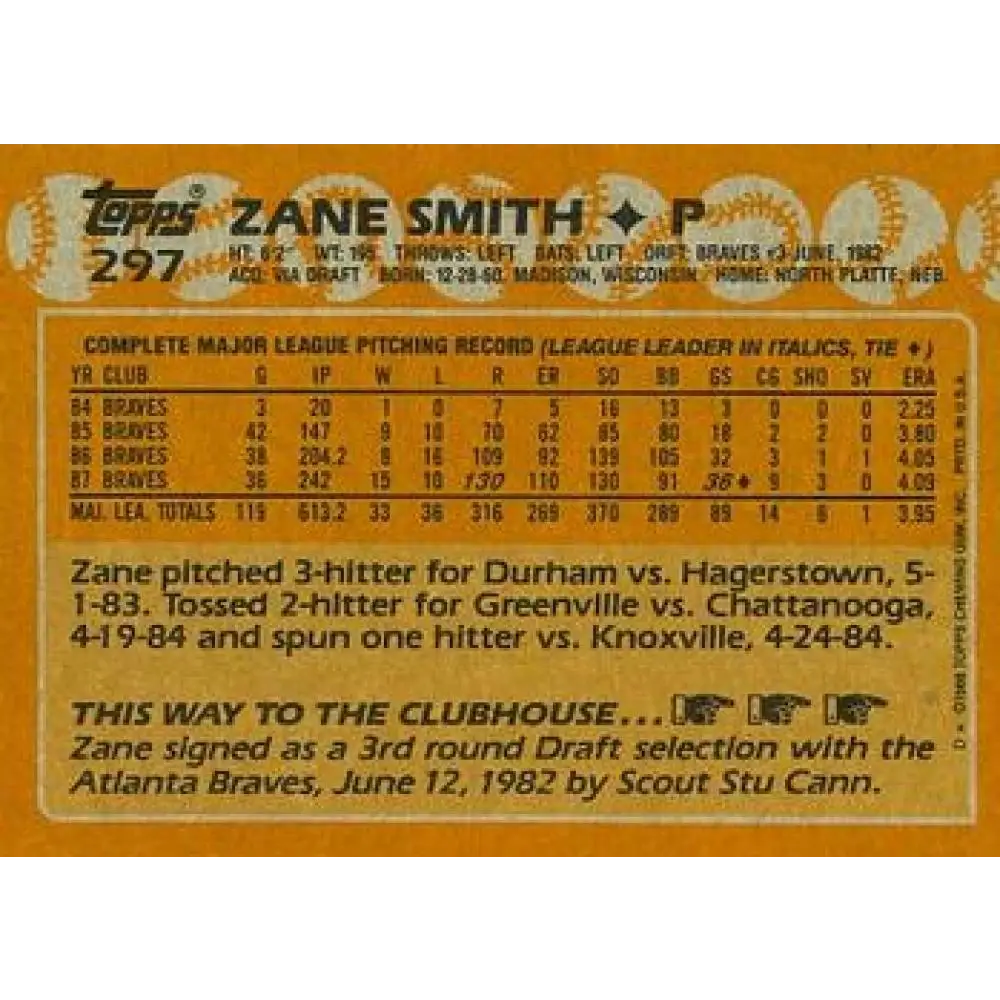 topps® ZANE SMITH ✦ P
297 HT: 6'2" WT: 195 THROWS: LEFT BATS: LEFT DRFT: BRAVES #3-JUNE, 1982
ACQ: VIA DRAFT BORN: 12-28-60, MADISON, WISCONSIN HOME: NORTH PLATTE, NEB.
COMPLETE MAJOR LEAGUE PITCHING RECORD (LEAGUE LEADER IN ITALICS, TIE ♦)
YR CLUB G IP W L R ER SO BB GS CG SHO SV ERA
84 BRAVES 3 20 1 0 7 5 16 13 3 0 0 0 2.25
85 BRAVES 42 147 9 10 70 62 85 80 18 2 2 0 3.80
86 BRAVES 38 204.2 8 16 109 92 139 105 32 3 1 1 4.05
87 BRAVES 36 242 15 10 130 110 130 91 36 ♦ 9 3 0 4.09
MAJ. LEA. TOTALS 119 613.2 33 36 316 269 370 289 89 14 6 1 3.95
Zane pitched 3-hitter for Durham vs. Hagerstown, 5-
1-83. Tossed 2-hitter for Greenville vs. Chattanooga,
4-19-84 and spun one hitter vs. Knoxville, 4-24-84.
THIS WAY TO THE CLUBHOUSE...
Zane signed as a 3rd round Draft selection with the
Atlanta Braves, June 12, 1982 by Scout Stu Cann.
D* ©1988 TOPPS CHEWING GUM, INC. PRTD. IN U.S.A.